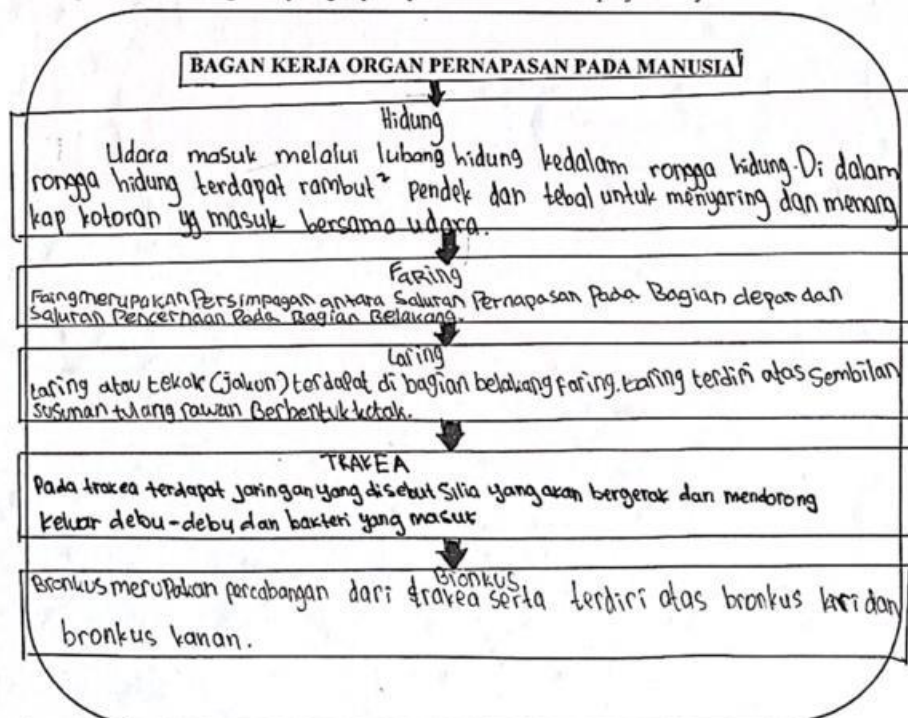 BAGAN KERJA ORGAN PERNAPASAN PADA MANUSIA
Hidung
Udara masuk melalui lubang hidung kedalam rongga hidung. Di dalam
rongga hidung terdapat rambut² pendek dan tebal untuk menyaring dan menang
kap kotoran yg masuk bersama udara.
Faring
Faing merupakan Persimpagan antara Saluran Pernapasan Pada Bagian depan dan
Saluran Pencernaan Pada Bagian Belakang.
Laring
Laring atau tekak (jakun) terdapat di bagian belakang faring. Laring terdiri atas Sembilan
susunan tulang rawan Berbentuk kotak.
TRAKEA
Pada trakea terdapat jaringan yang disebut Silia yang akan bergerak dan mendorong
keluar debu-debu dan bakteri yang masuk
Bronkus
Bronkus merupakan percabangan dari trakea serta terdiri atas bronkus kiri dan
bronkus kanan.